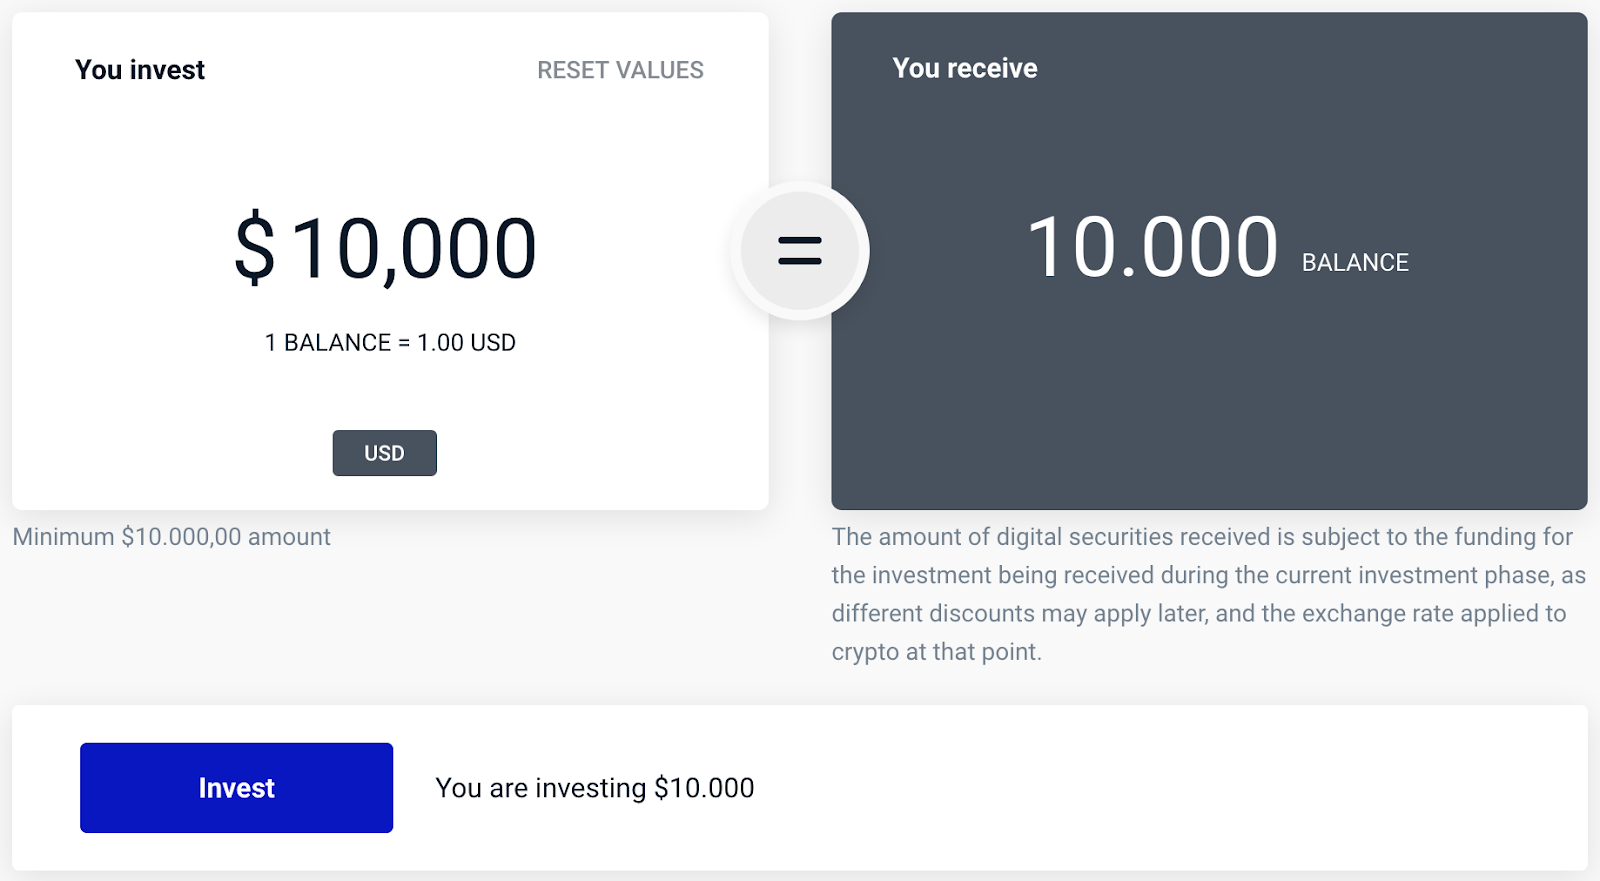 You invest
RESET VALUES
$ 10,000
1 BALANCE = 1.00 USD
USD
Minimum $10.000,00 amount
=
You receive
10.000 BALANCE
The amount of digital securities received is subject to the funding for
the investment being received during the current investment phase, as
different discounts may apply later, and the exchange rate applied to
crypto at that point.
Invest
You are investing $10.000